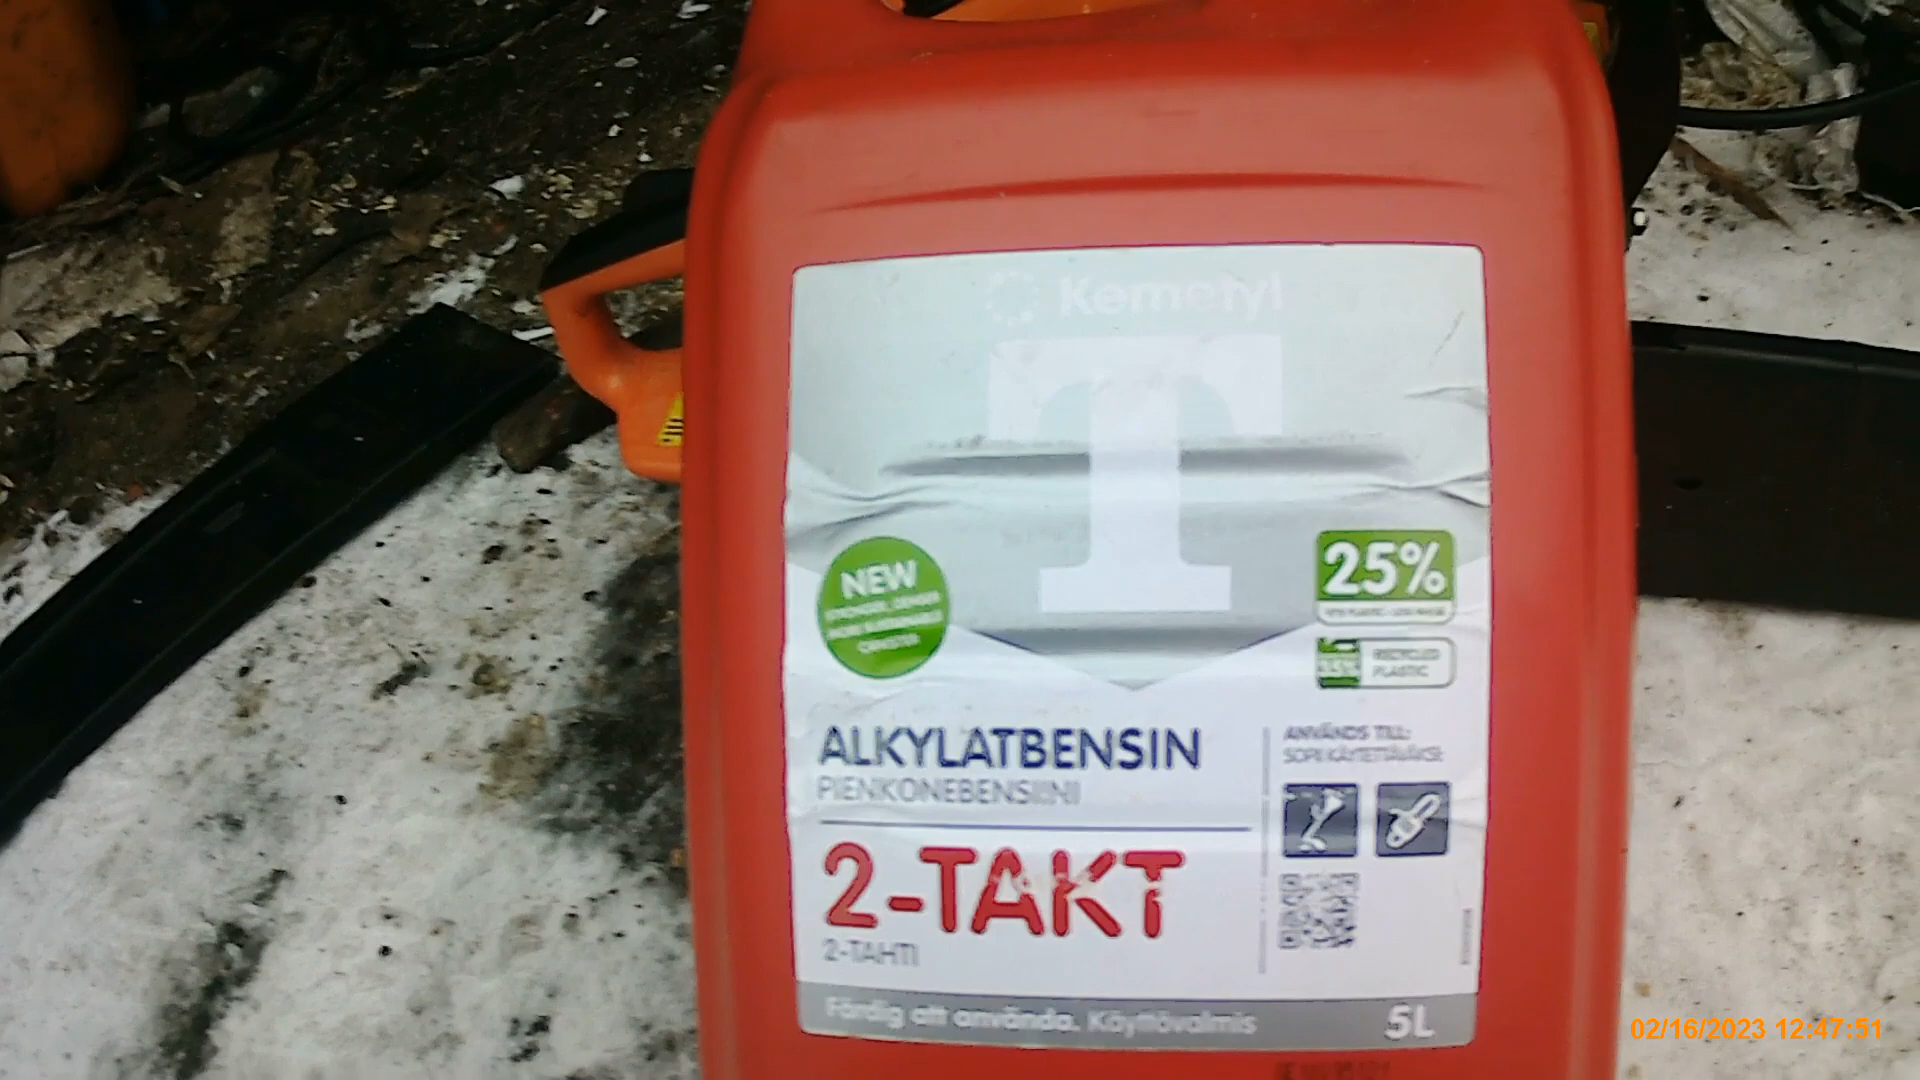 Kemetyl
T
NEW
25%
35%
RECYCLED
PLASTIC
ALKYLATBENSIN
PIENKONEBENSIINI
ANVÄNDS TILL:
SOPII KÄYTETTÄVÄKSI:
2-TAKT
2-TAHTI
Färdig att använda. Käyttövalmis
5L
02/16/2023 12:47:51